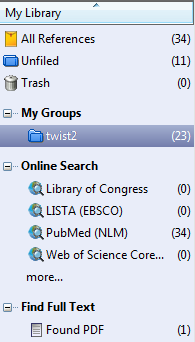 My Library
All References (34)
Unfiled (11)
Trash (0)
My Groups
twist2 (23)
Online Search
Library of Congress (0)
LISTA (EBSCO) (0)
PubMed (NLM) (34)
Web of Science Core... (0)
more...
Find Full Text
Found PDF (1)